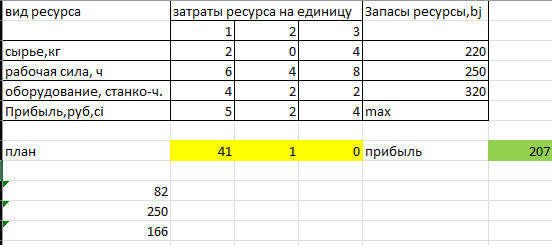 вид ресурса затраты ресурса на единицу Запасы ресурсы,bj
1 2 3
сырье,кг 2 0 4 220
рабочая сила, ч 6 4 8 250
оборудование, станко-ч. 4 2 2 320
Прибыль,руб,ci 5 2 4 max
план 41 1 0 прибыль 207
82
250
166